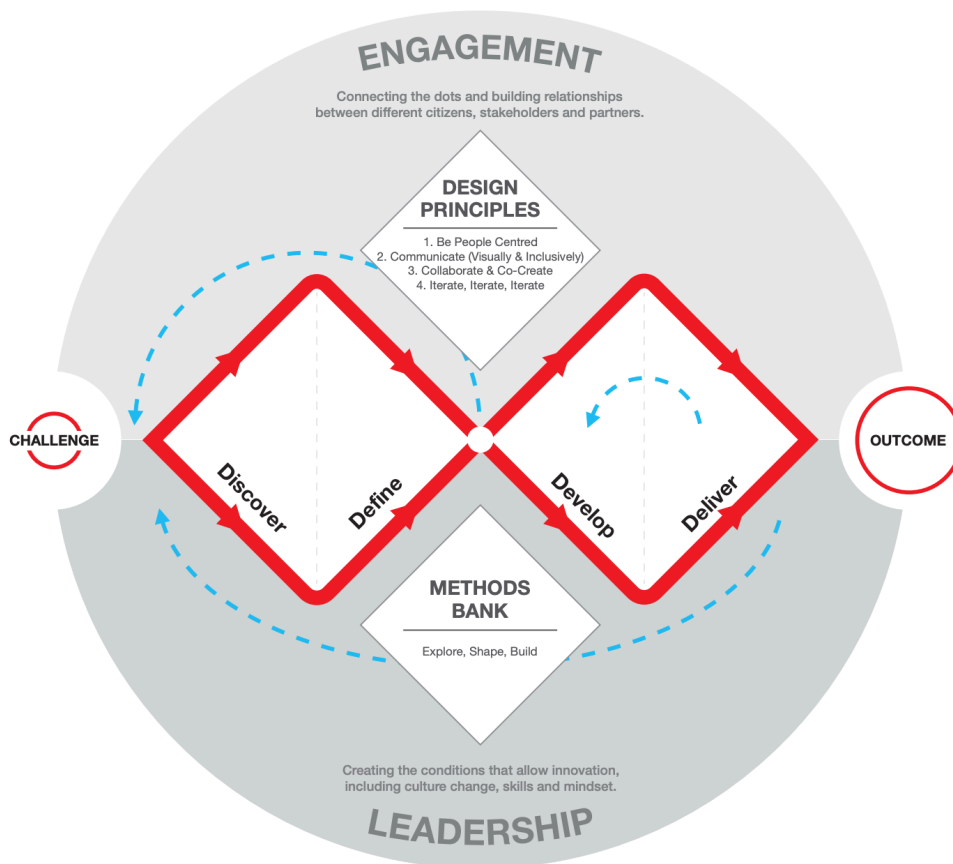 ENGAGEMENT
Connecting the dots and building relationships
between different citizens, stakeholders and partners.
DESIGN
PRINCIPLES
1. Be People Centred
2. Communicate (Visually & Inclusively)
3. Collaborate & Co-Create
4. Iterate, Iterate, Iterate
CHALLENGE
OUTCOME
Discover
Define
Develop
Deliver
METHODS
BANK
Explore, Shape, Build
Creating the conditions that allow innovation,
including culture change, skills and mindset.
LEADERSHIP